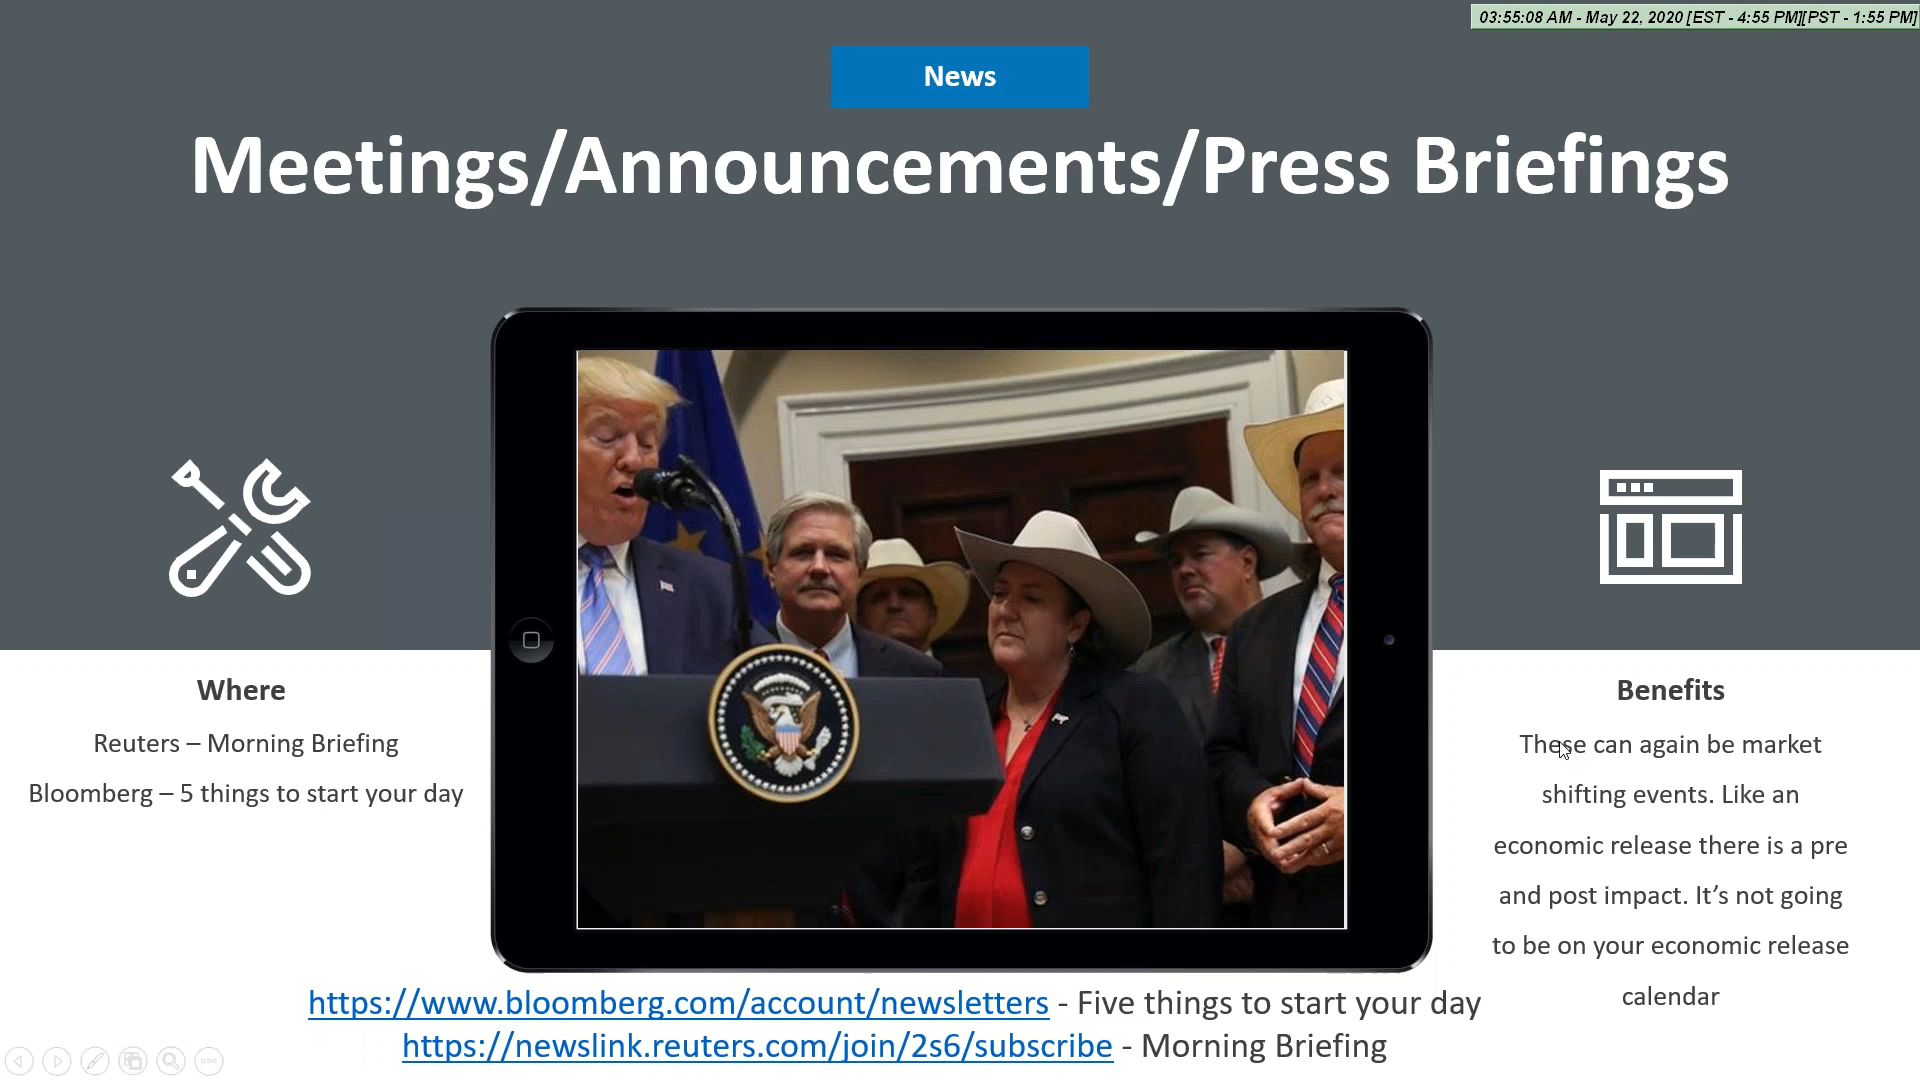 03:55:08 AM - May 22, 2020 [EST - 4:55 PM][PST - 1:55 PM]
News
Meetings/Announcements/Press Briefings
Where
Reuters – Morning Briefing
Bloomberg – 5 things to start your day
Benefits
These can again be market
shifting events. Like an
economic release there is a pre
and post impact. It’s not going
to be on your economic release
calendar
https://www.bloomberg.com/account/newsletters - Five things to start your day
https://newslink.reuters.com/join/2s6/subscribe - Morning Briefing